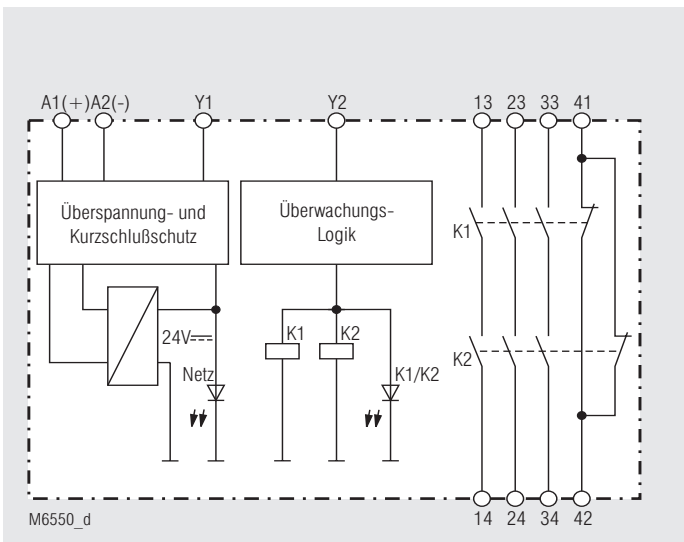 A1(+) A2(-) Y1 Y2 13 23 33 41
Überspannung- und
Kurzschlußschutz
Überwachungs-
Logik
K1
24V
K1 K2
K2
Netz
K1/K2
M6550_d
14 24 34 42